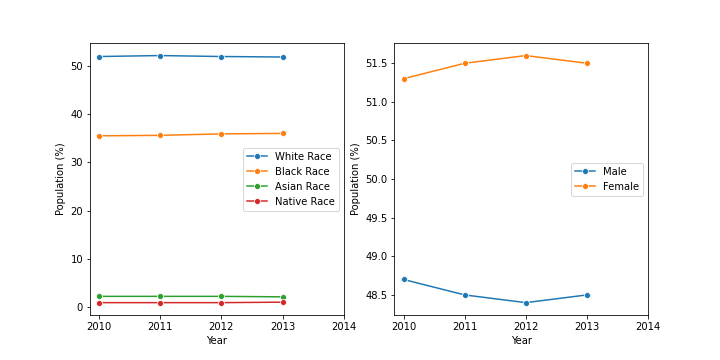 Population (%)
50
40
30
20
10
0
2010 2011 2012 2013 2014
Year
White Race
Black Race
Asian Race
Native Race
Population (%)
51.5
51.0
50.5
50.0
49.5
49.0
48.5
2010 2011 2012 2013 2014
Year
Male
Female